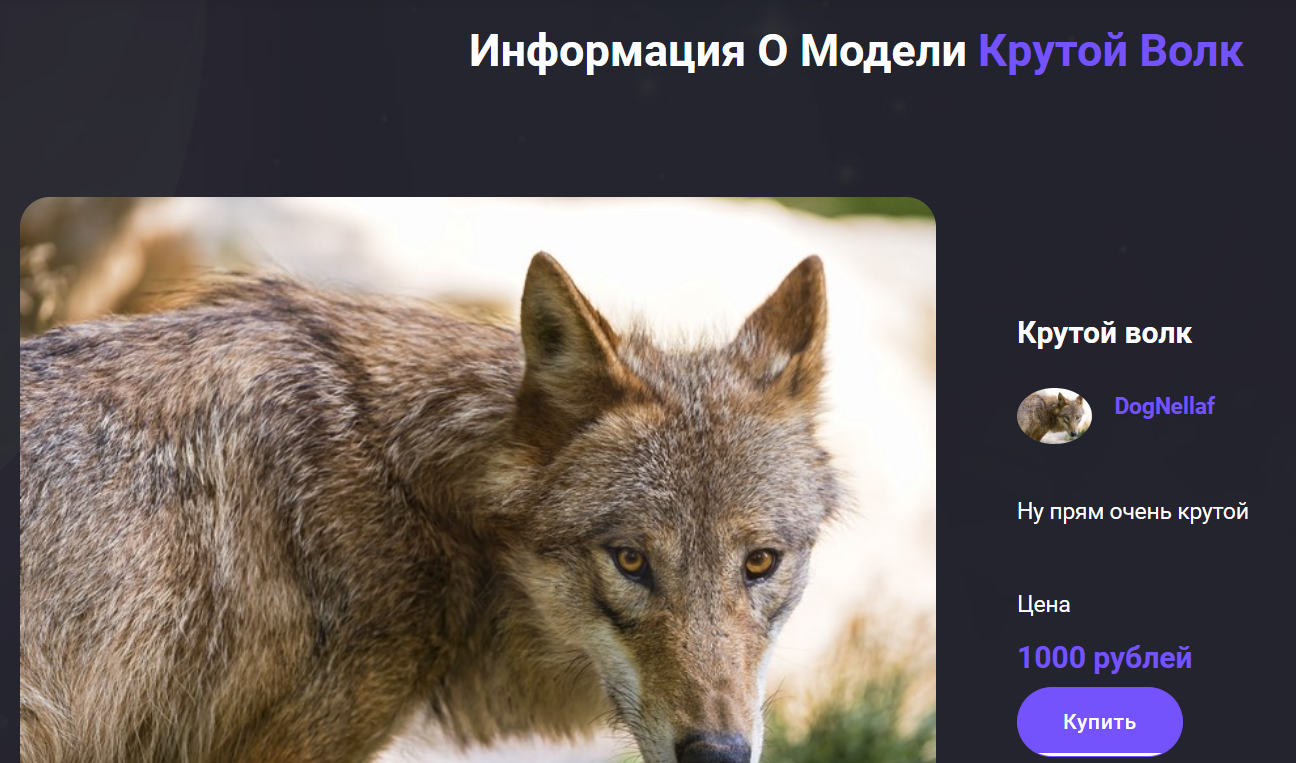 Информация О Модели Крутой Волк
Крутой волк
DogNellaf
Ну прям очень крутой
Цена
1000 рублей
Купить